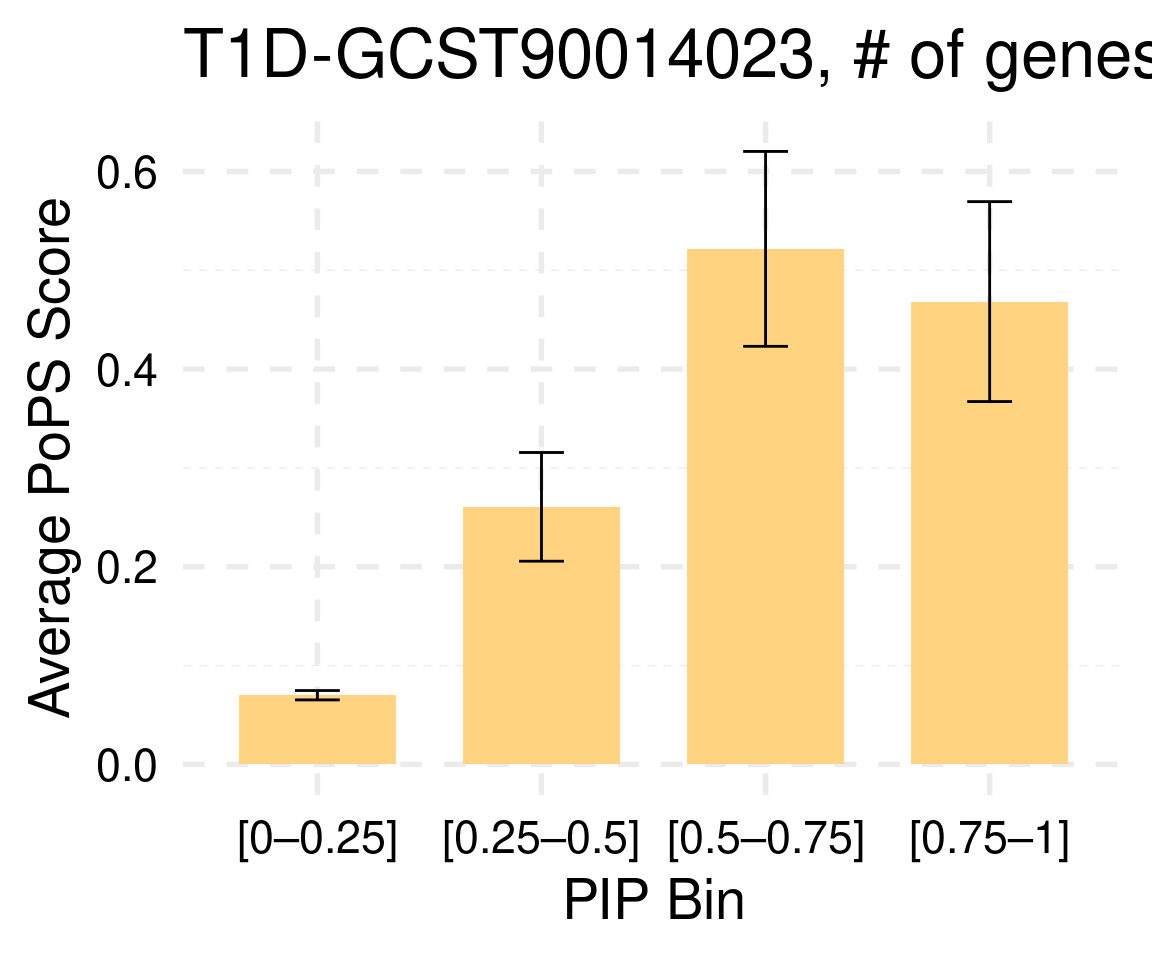 T1D-GCST90014023, # of genes
Average PoPS Score
0.6
0.4
0.2
0.0
[0–0.25] [0.25–0.5] [0.5–0.75] [0.75–1]
PIP Bin